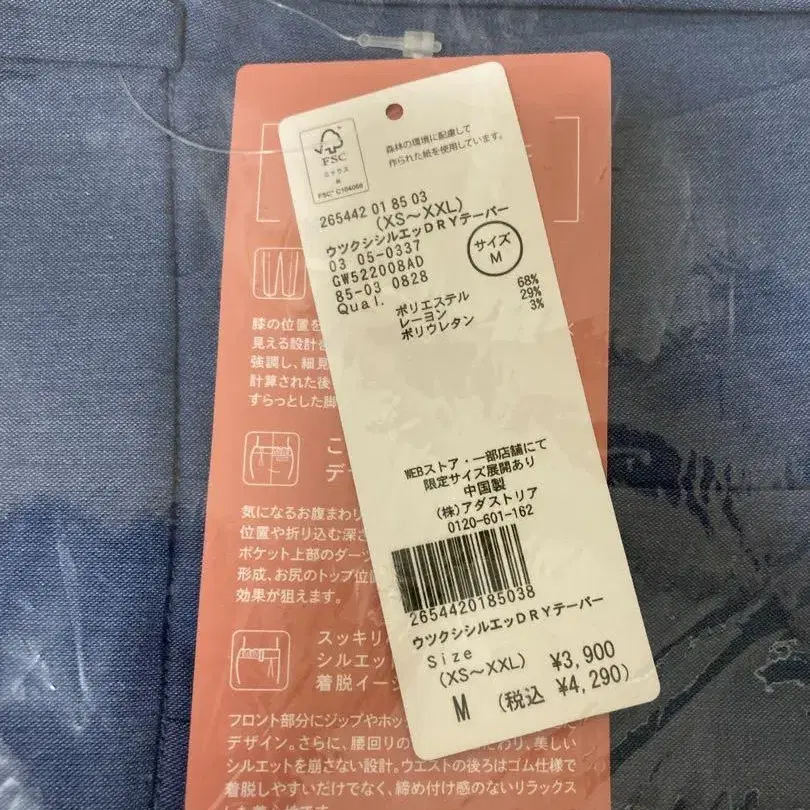 FSC
ミックス
紙
FSC® C104068
森林の環境に配慮して
作られた紙を使用しています。
265442 01 85 03
(XS～XXL)
ウツクシシルエッDRYテーパー
03 05-0337
GW522008AD
85-03 0828
Qual.
サイズ
M
ポリエステル 68%
レーヨン 29%
ポリウレタン 3%
WEBストア・一部店舗にて
限定サイズ展開あり
中国製
(株)アダストリア
0120-601-162
2654420185038
ウツクシシルエッDRYテーパー
Size
(XS～XXL) ¥3,900
M (税込 ¥4,290)
膝の位置を
見える設計
強調し、細見
計算された後
すらっとした脚
こ
デ
気になるお腹まわり
位置や折り込む深さ
ポケット上部のダーツ
形成、お尻のトップ位置
効果が狙えます。
スッキリ
シルエッ
着脱イージ
フロント部分にジップやホッ
デザイン。さらに、腰回りの だわり、美しい
シルエットを崩さない設計。ウエストの後ろはゴム仕様で
着脱しやすいだけでなく、締め付け感のないリラックス